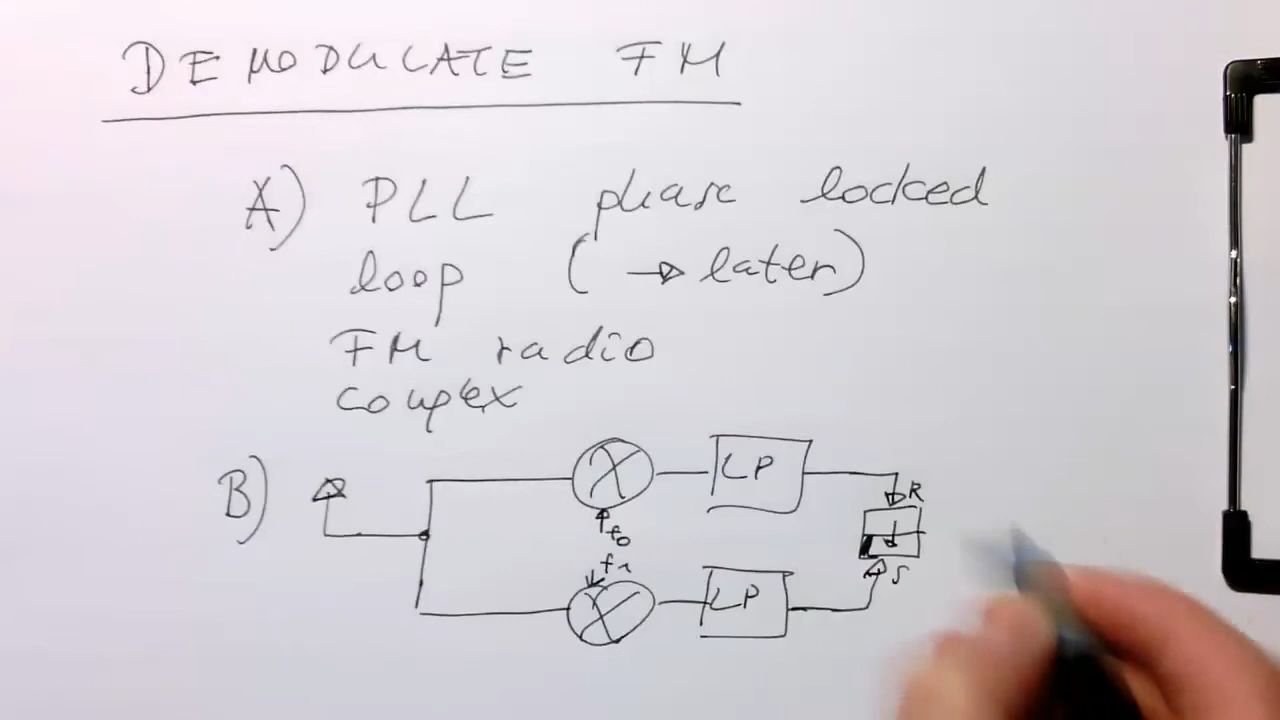 DEMODULATE FM
A) PLL phase locked
loop (→ later)
FM radio
complex
B)
LP
R
f0
f1
S
LP